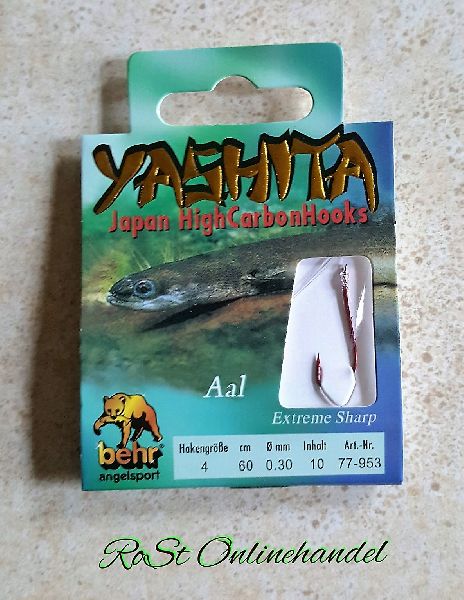 YASHITA
Japan HighCarbonHooks
Aal
Extreme Sharp
behr
angelsport
Hakengröße cm Ø mm Inhalt Art.-Nr.
4 60 0.30 10 77-953
RoSt Onlinehandel